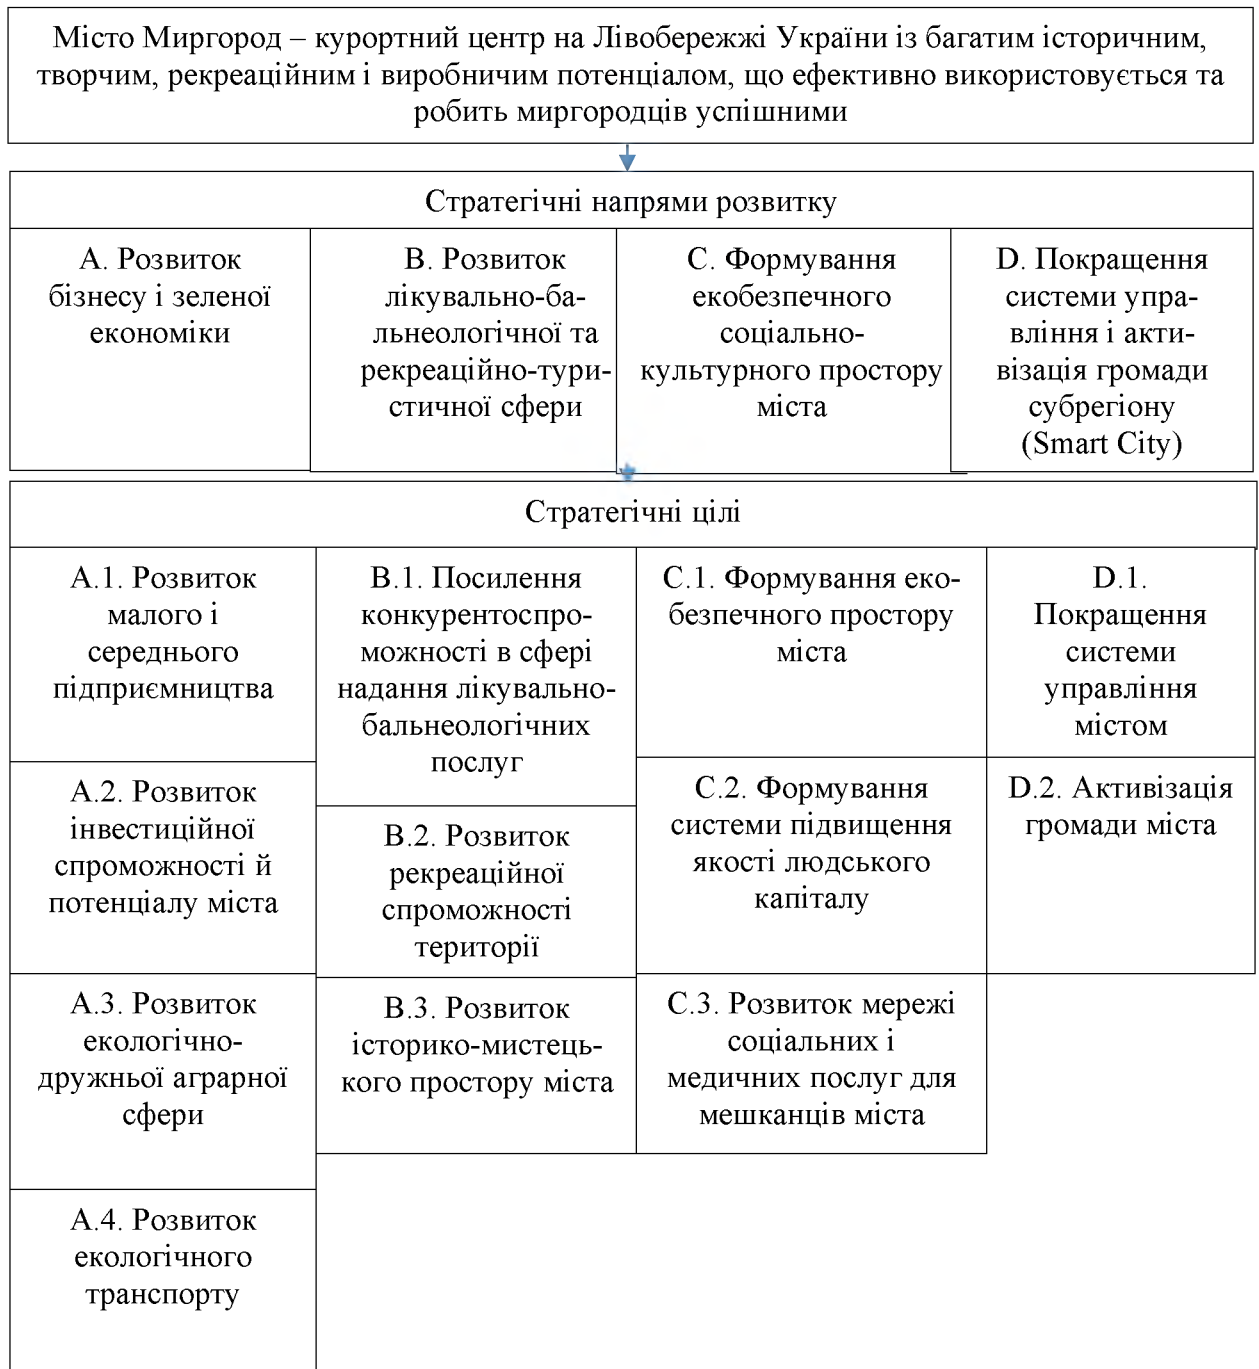 Місто Миргород – курортний центр на Лівобережжі України із багатим історичним,
творчим, рекреаційним і виробничим потенціалом, що ефективно використовується та
робить миргородців успішними
Стратегічні напрями розвитку
A. Розвиток
бізнесу і зеленої
економіки
B. Розвиток
лікувально-ба-
льнеологічної та
рекреаційно-тури-
стичної сфери
C. Формування
екобезпечного
соціально-
культурного простору
міста
D. Покращення
системи упра-
вління і акти-
візація громади
субрегіону
(Smart City)
Стратегічні цілі
A.1. Розвиток
малого і
середнього
підприємництва
A.2. Розвиток
інвестиційної
спроможності й
потенціалу міста
A.3. Розвиток
екологічно-
дружньої аграрної
сфери
A.4. Розвиток
екологічного
транспорту
B.1. Посилення
конкурентоспро-
можності в сфері
надання лікувально-
бальнеологічних
послуг
B.2. Розвиток
рекреаційної
спроможності
території
B.3. Розвиток
історико-мистець-
кого простору міста
C.1. Формування еко-
безпечного простору
міста
C.2. Формування
системи підвищення
якості людського
капіталу
C.3. Розвиток мережі
соціальних і
медичних послуг для
мешканців міста
D.1.
Покращення
системи
управління
містом
D.2. Активізація
громади міста